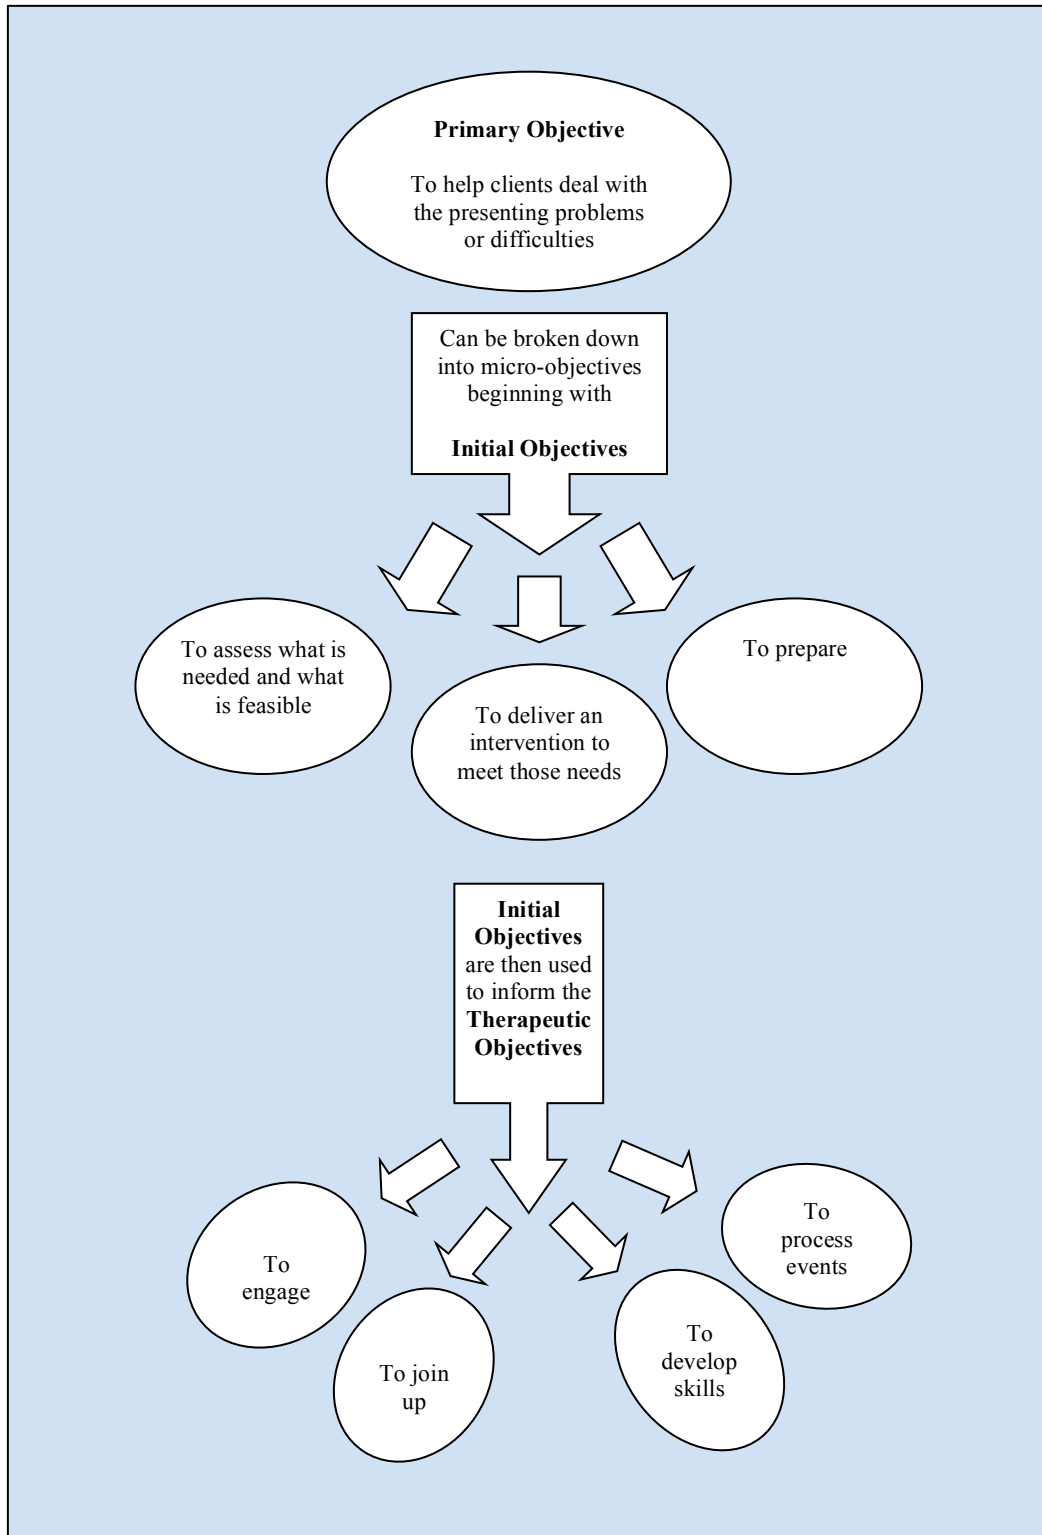 Primary Objective
To help clients deal with
the presenting problems
or difficulties
Can be broken down
into micro-objectives
beginning with
Initial Objectives
To assess what is
needed and what
is feasible
To deliver an
intervention to
meet those needs
To prepare
Initial
Objectives
are then used
to inform the
Therapeutic
Objectives
To
engage
To join
up
To
develop
skills
To
process
events